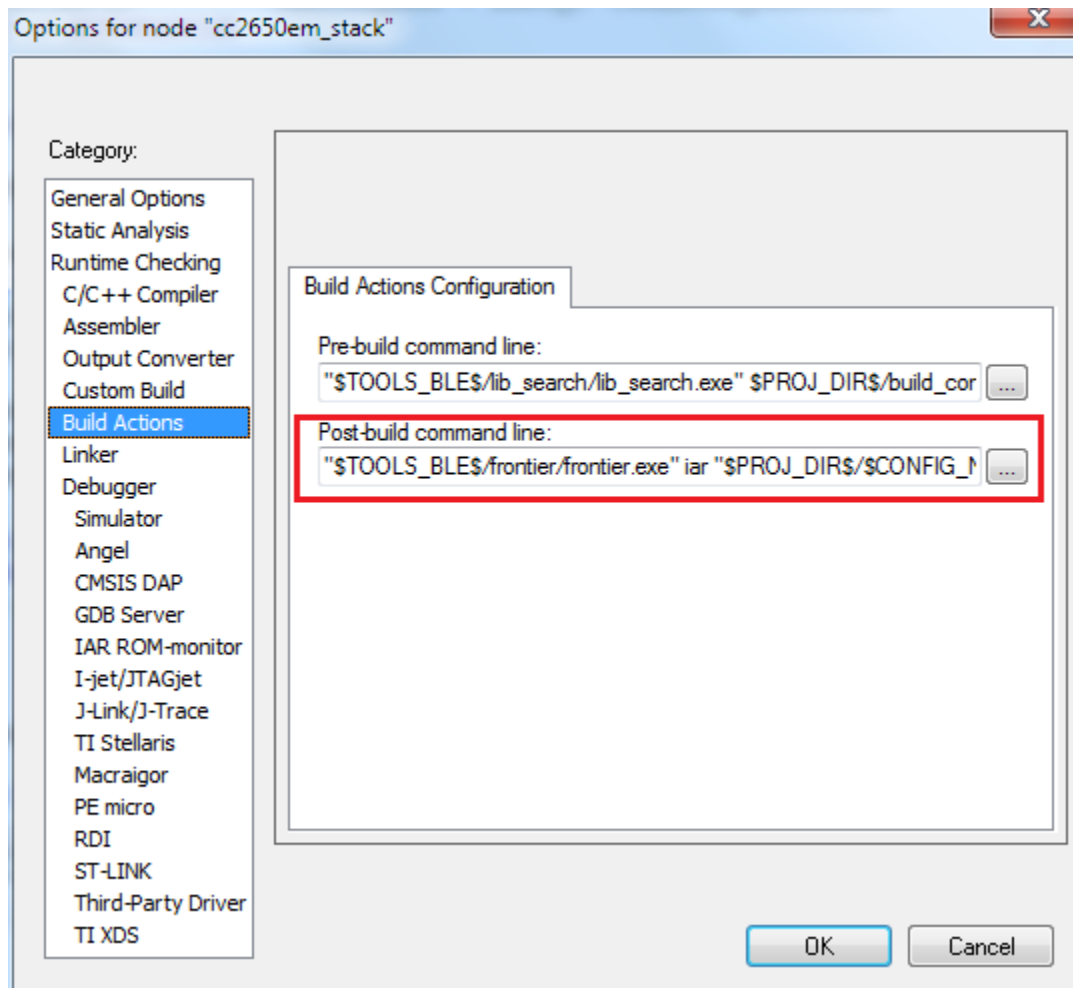 Options for node "cc2650em_stack"
Category:
General Options
Static Analysis
Runtime Checking
C/C++ Compiler
Assembler
Output Converter
Custom Build
Build Actions
Linker
Debugger
Simulator
Angel
CMSIS DAP
GDB Server
IAR ROM-monitor
I-jet/JTAGjet
J-Link/J-Trace
TI Stellaris
Macraigor
PE micro
RDI
ST-LINK
Third-Party Driver
TI XDS
Build Actions Configuration
Pre-build command line:
"$TOOLS_BLE$/lib_search/lib_search.exe" $PROJ_DIR$/build_cor ...
Post-build command line:
"$TOOLS_BLE$/frontier/frontier.exe" iar "$PROJ_DIR$/$CONFIG_N ...
OK Cancel